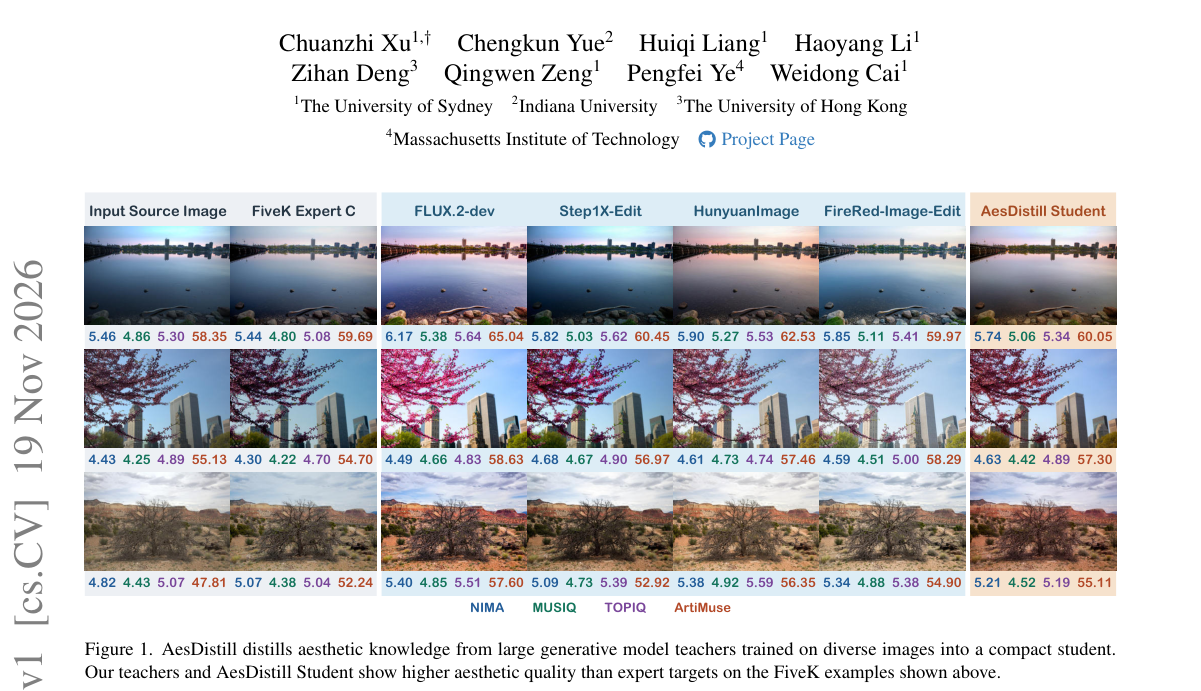 Chuanzhi Xu1,† Chengkun Yue2 Huiqi Liang1 Haoyang Li1
Zihan Deng3 Qingwen Zeng1 Pengfei Ye4 Weidong Cai1
1The University of Sydney 2Indiana University 3The University of Hong Kong
4Massachusetts Institute of Technology Project Page
v1 [cs.CV] 19 Nov 2026
Input Source Image FiveK Expert C FLUX.2-dev Step1X-Edit HunyuanImage FireRed-Image-Edit AesDistill Student
5.46 4.86 5.30 58.35 5.44 4.80 5.08 59.69 6.17 5.38 5.64 65.04 5.82 5.03 5.62 60.45 5.90 5.27 5.53 62.53 5.85 5.11 5.41 59.97 5.74 5.06 5.34 60.05
4.43 4.25 4.89 55.13 4.30 4.22 4.70 54.70 4.49 4.66 4.83 58.63 4.68 4.67 4.90 56.97 4.61 4.73 4.74 57.46 4.59 4.51 5.00 58.29 4.63 4.42 4.89 57.30
4.82 4.43 5.07 47.81 5.07 4.38 5.04 52.24 5.40 4.85 5.51 57.60 5.09 4.73 5.39 52.92 5.38 4.92 5.59 56.35 5.34 4.88 5.38 54.90 5.21 4.52 5.19 55.11
NIMA MUSIQ TOPIQ ArtiMuse
Figure 1. AesDistill distills aesthetic knowledge from large generative model teachers trained on diverse images into a compact student.
Our teachers and AesDistill Student show higher aesthetic quality than expert targets on the FiveK examples shown above.